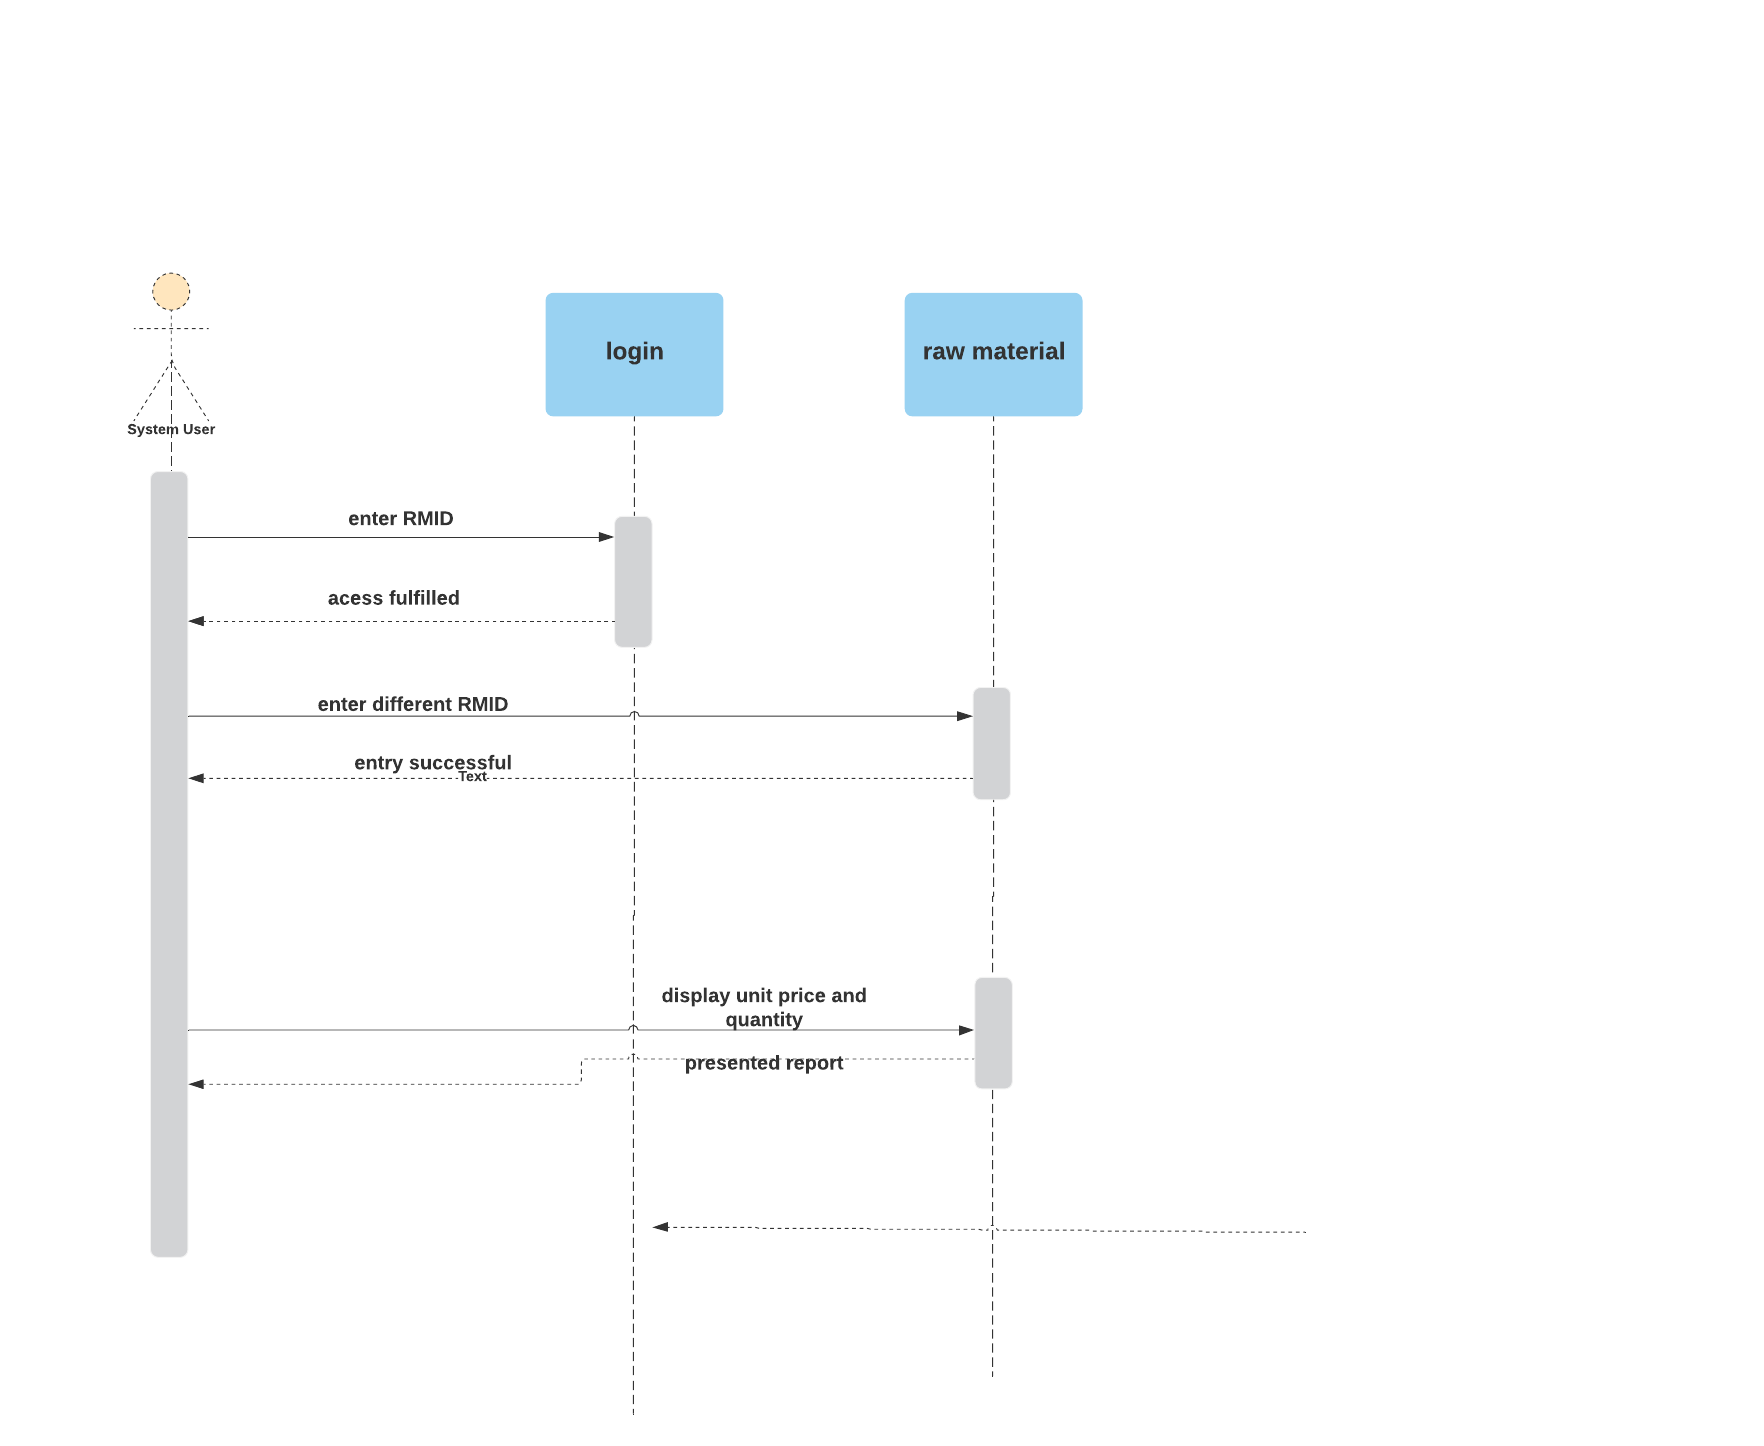 login
raw material
System User
enter RMID
acess fulfilled
enter different RMID
entry successful
Text
display unit price and
quantity
presented report